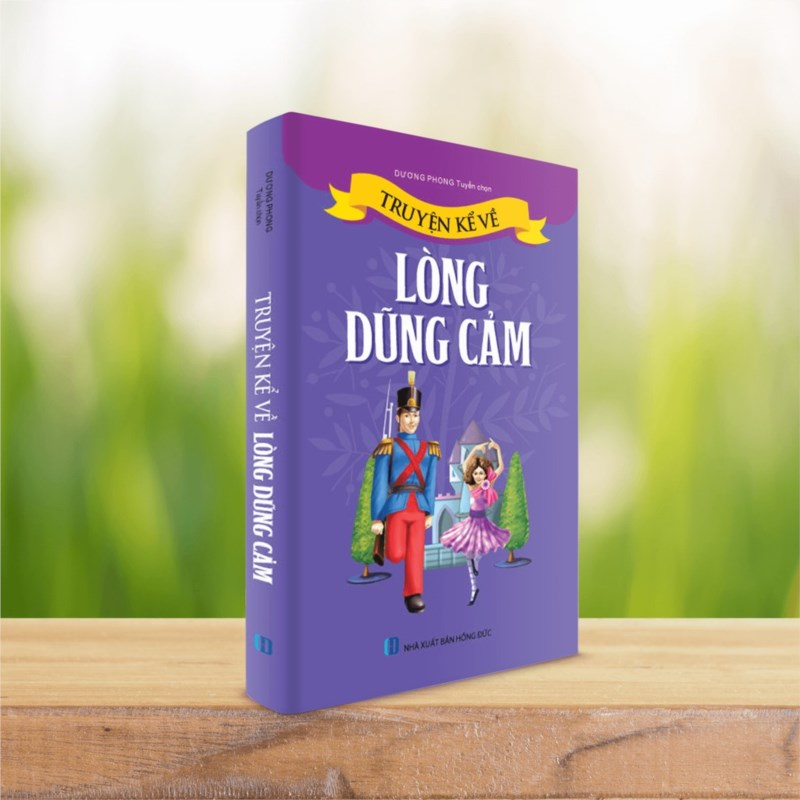 DƯƠNG PHONG Tuyển chọn
TRUYỆN KỂ VỀ
LÒNG
DŨNG CẢM
NHÀ XUẤT BẢN HỒNG ĐỨC
DƯƠNG PHONG
Tuyển chọn
TRUYỆN KỂ VỀ LÒNG DŨNG CẢM